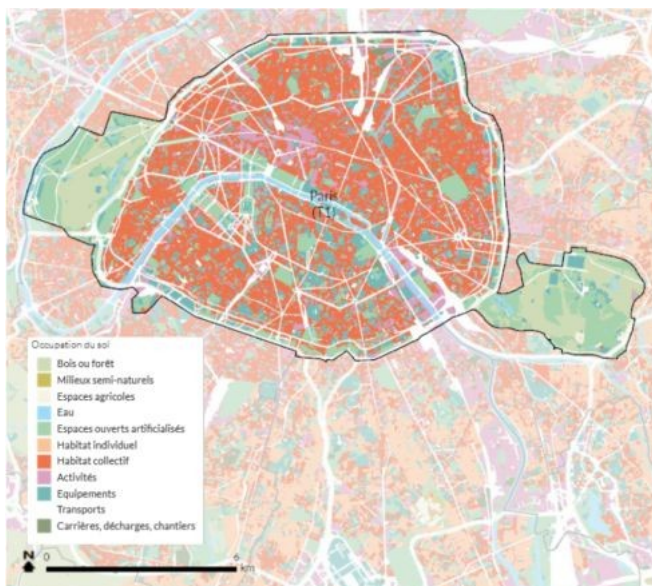 Paris
(T1)
Occupation du sol
Bois ou forêt
Milieux semi-naturels
Espaces agricoles
Eau
Espaces ouverts artificialisés
Habitat individuel
Habitat collectif
Activités
Equipements
Transports
Carrières, décharges, chantiers
N
0 6
km